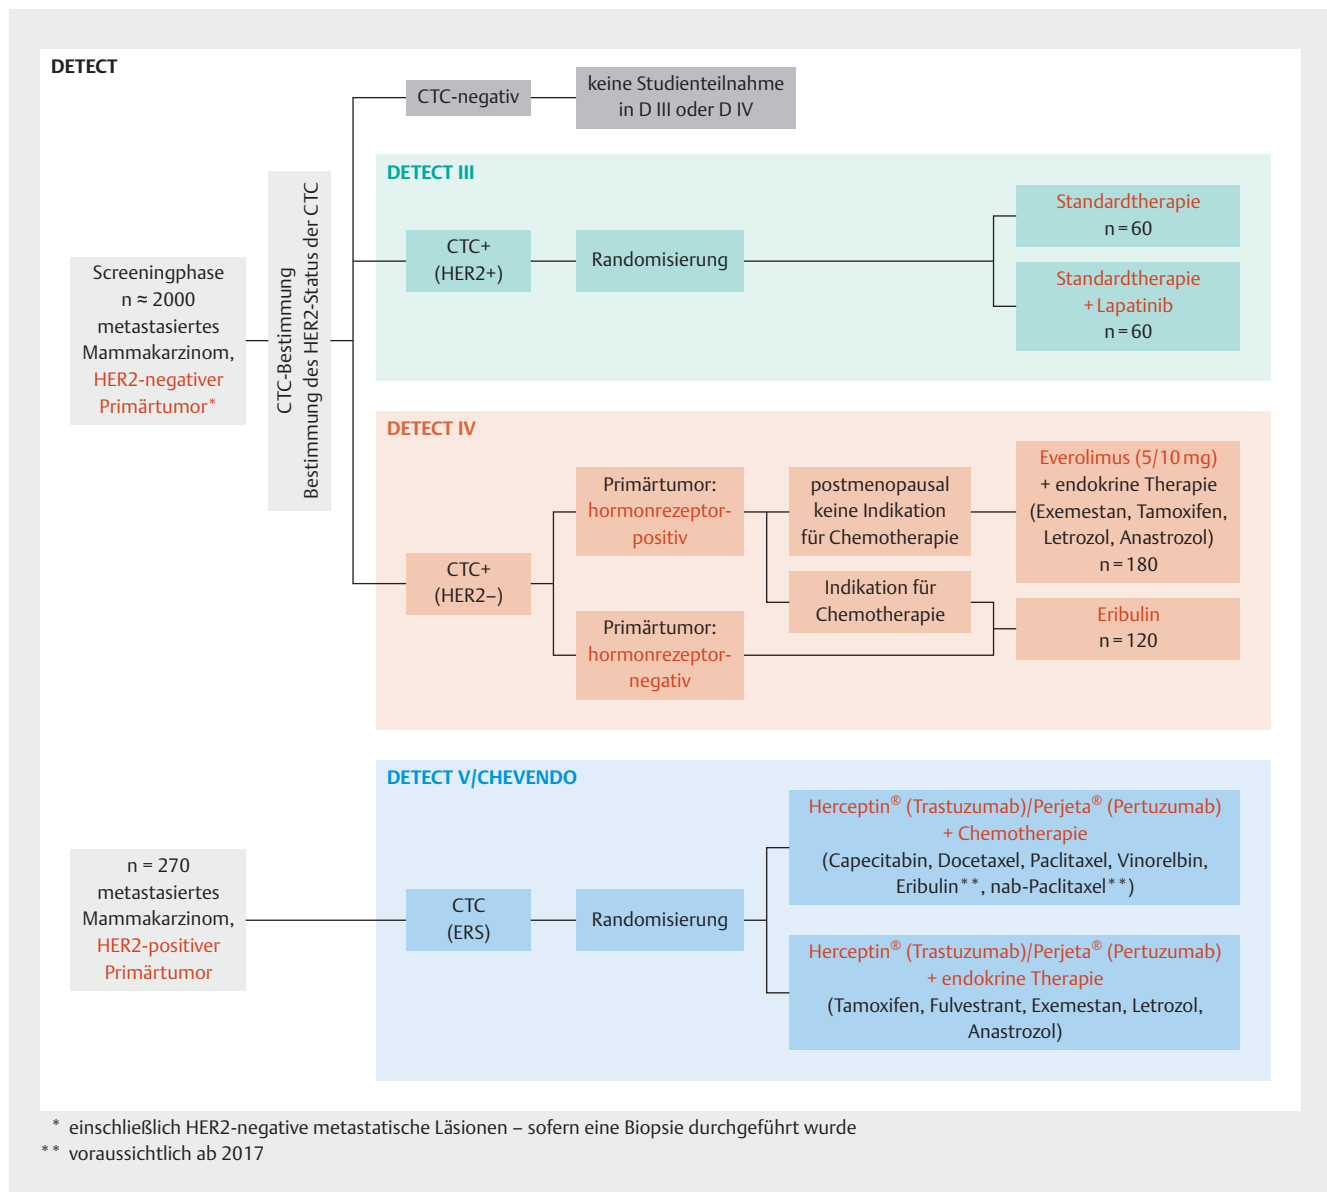 DETECT
CTC-negativ
keine Studienteilnahme
in D III oder D IV
Screeningphase
n ≈ 2000
metastasiertes
Mammakarzinom,
HER2-negativer
Primärtumor*
CTC-Bestimmung
Bestimmung des HER2-Status der CTC
DETECT III
CTC+
(HER2+)
Randomisierung
Standardtherapie
n = 60
Standardtherapie
+ Lapatinib
n = 60
DETECT IV
CTC+
(HER2–)
Primärtumor:
hormonrezeptor-
positiv
postmenopausal
keine Indikation
für Chemotherapie
Everolimus (5/10 mg)
+ endokrine Therapie
(Exemestan, Tamoxifen,
Letrozol, Anastrozol)
n = 180
Indikation für
Chemotherapie
Primärtumor:
hormonrezeptor-
negativ
Eribulin
n = 120
DETECT V/CHEVENDO
n = 270
metastasiertes
Mammakarzinom,
HER2-positiver
Primärtumor
CTC
(ERS)
Randomisierung
Herceptin® (Trastuzumab)/Perjeta® (Pertuzumab)
+ Chemotherapie
(Capecitabin, Docetaxel, Paclitaxel, Vinorelbin,
Eribulin**, nab-Paclitaxel**)
Herceptin® (Trastuzumab)/Perjeta® (Pertuzumab)
+ endokrine Therapie
(Tamoxifen, Fulvestrant, Exemestan, Letrozol,
Anastrozol)
* einschließlich HER2-negative metastatische Läsionen – sofern eine Biopsie durchgeführt wurde
** voraussichtlich ab 2017